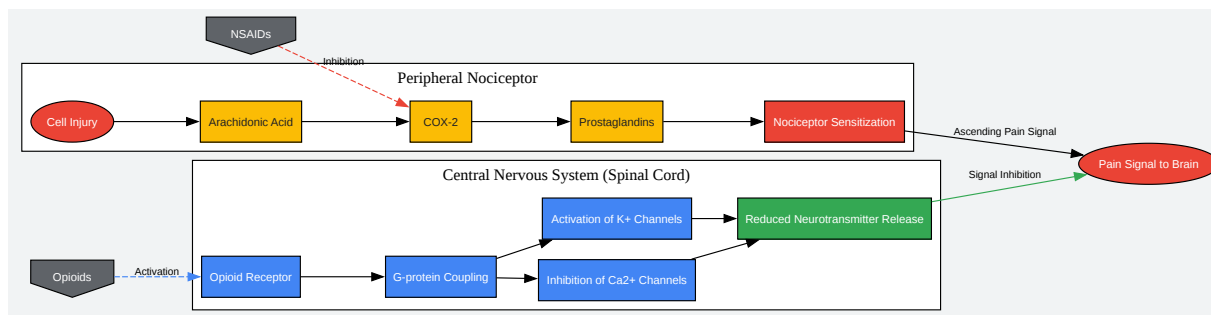 NSAIDs
Inhibition
Peripheral Nociceptor
Cell Injury
Arachidonic Acid
COX-2
Prostaglandins
Nociceptor Sensitization
Ascending Pain Signal
Pain Signal to Brain
Central Nervous System (Spinal Cord)
Signal Inhibition
Activation of K+ Channels
Reduced Neurotransmitter Release
Opioids
Activation
Opioid Receptor
G-protein Coupling
Inhibition of Ca2+ Channels